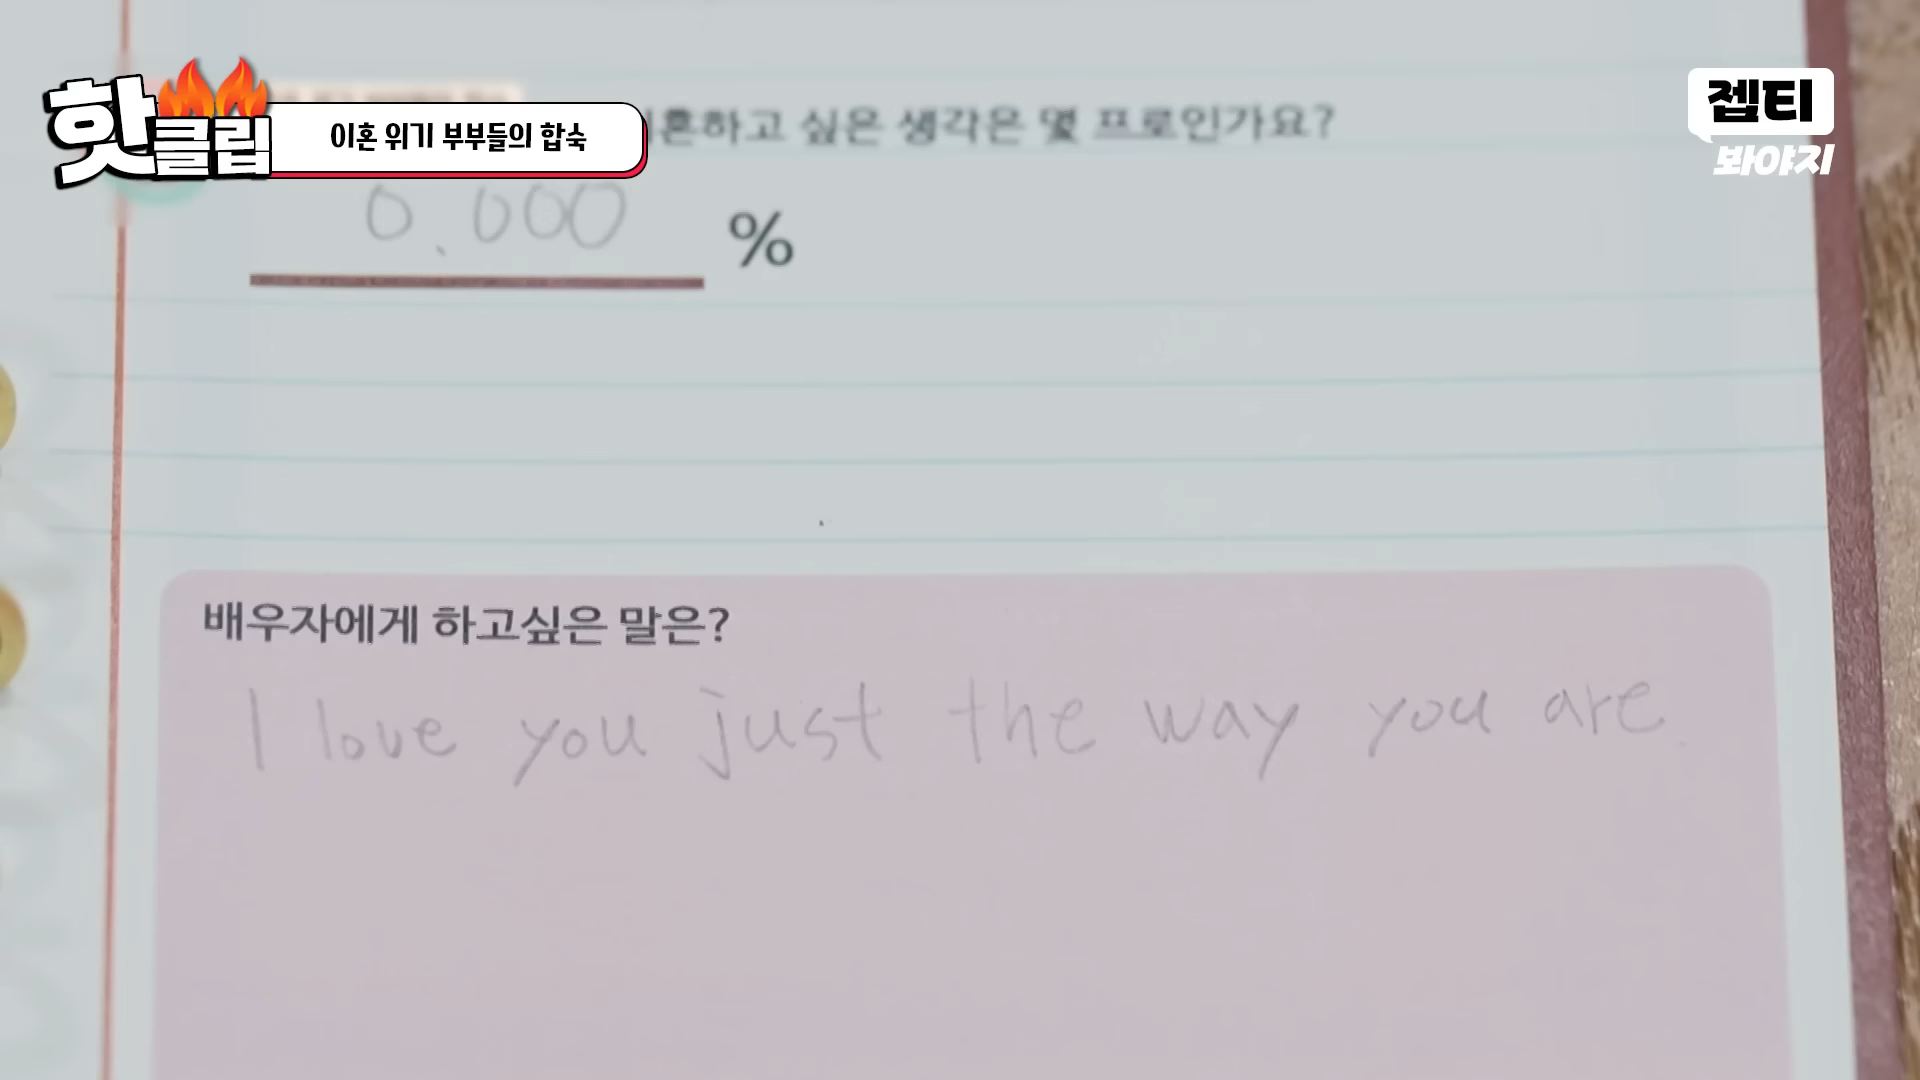 핫클립
이혼 위기 부부들의 합숙
젭티
봐야지
이혼하고 싶은 생각은 몇 프로인가요?
0.000 %
배우자에게 하고싶은 말은?
I love you just the way you are.